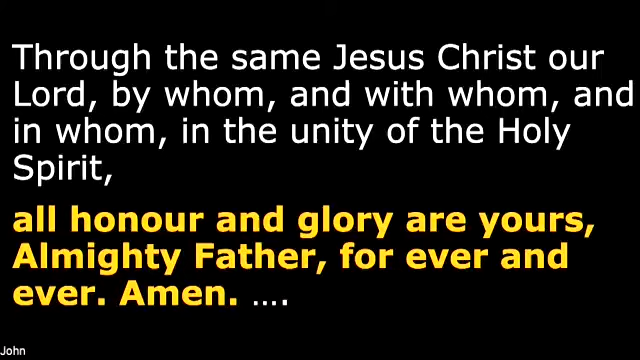 Through the same Jesus Christ our
Lord, by whom, and with whom, and
in whom, in the unity of the Holy
Spirit,
all honour and glory are yours,
Almighty Father, for ever and
ever. Amen. ….
John